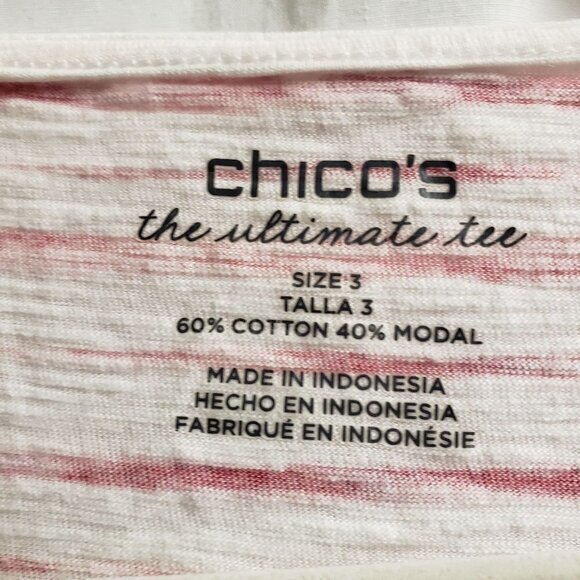 chico's
the ultimate tee
SIZE 3
TALLA 3
60% COTTON 40% MODAL
MADE IN INDONESIA
HECHO EN INDONESIA
FABRIQUÉ EN INDONÉSIE